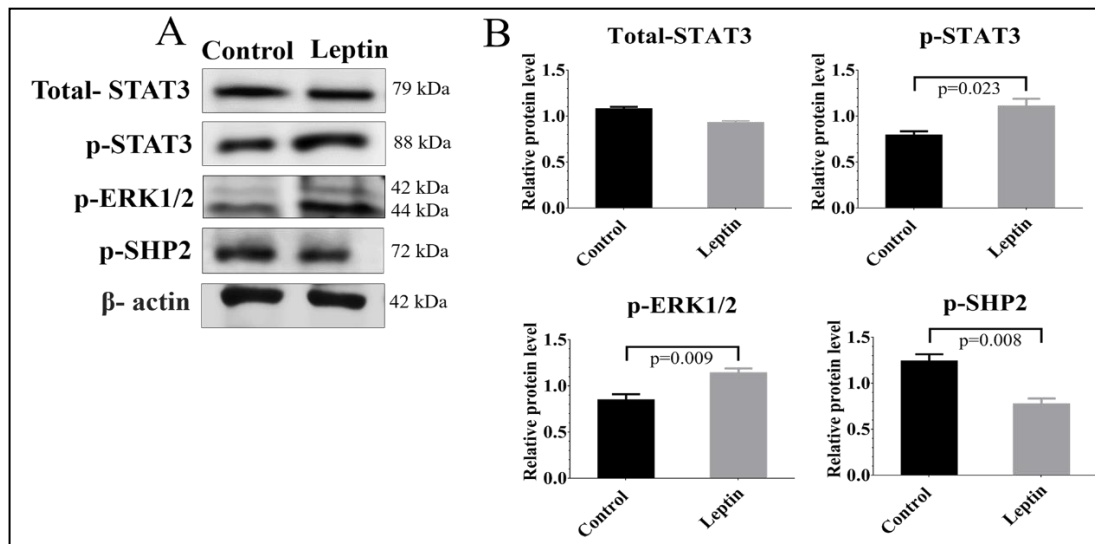 A
Control Leptin
Total- STAT3 79 kDa
p-STAT3 88 kDa
p-ERK1/2 42 kDa
44 kDa
p-SHP2 72 kDa
β- actin 42 kDa
B
Total-STAT3
Relative protein level
1.5
1.0
0.5
0.0
Control
Leptin
p-STAT3
Relative protein level
1.5
1.0
0.5
0.0
p=0.023
Control
Leptin
p-ERK1/2
Relative protein level
1.5
1.0
0.5
0.0
p=0.009
Control
Leptin
p-SHP2
Relative protein level
1.5
1.0
0.5
0.0
p=0.008
Control
Leptin